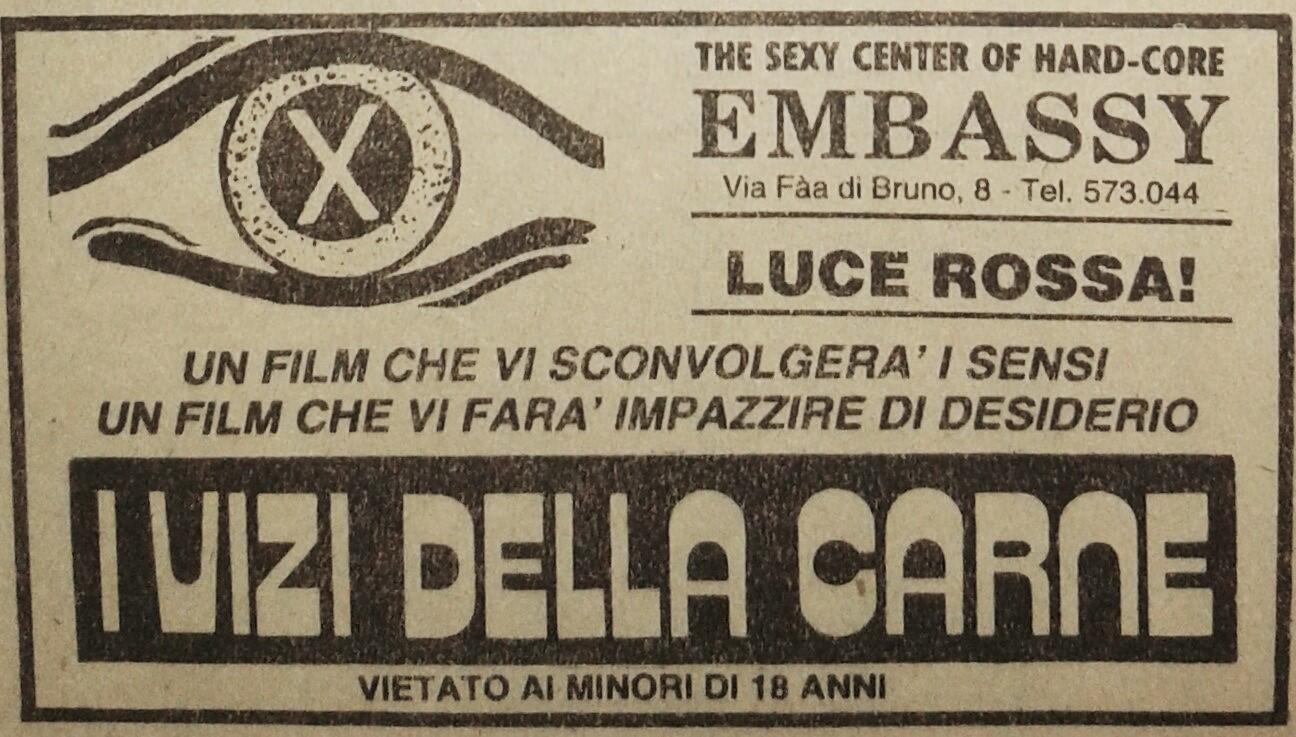 X
THE SEXY CENTER OF HARD-CORE
EMBASSY
Via Fàa di Bruno, 8 - Tel. 573.044
LUCE ROSSA!
UN FILM CHE VI SCONVOLGERA' I SENSI
UN FILM CHE VI FARA' IMPAZZIRE DI DESIDERIO
I VIZI DELLA CARNE
VIETATO AI MINORI DI 18 ANNI